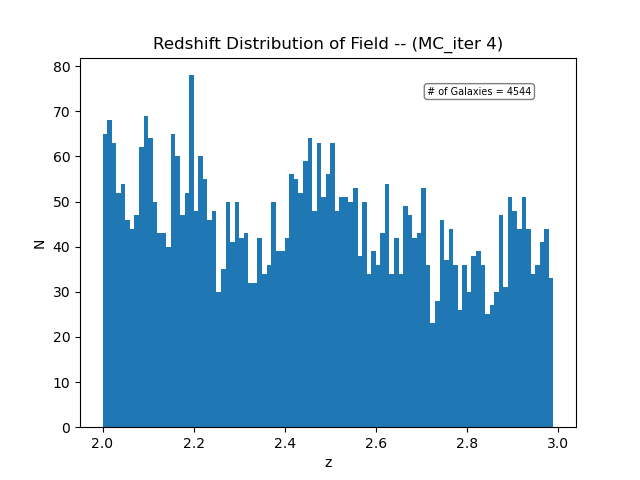 Redshift Distribution of Field -- (MC_iter 4)
# of Galaxies = 4544
80
70
60
50
40
30
20
10
0
N
2.0 2.2 2.4 2.6 2.8 3.0
z